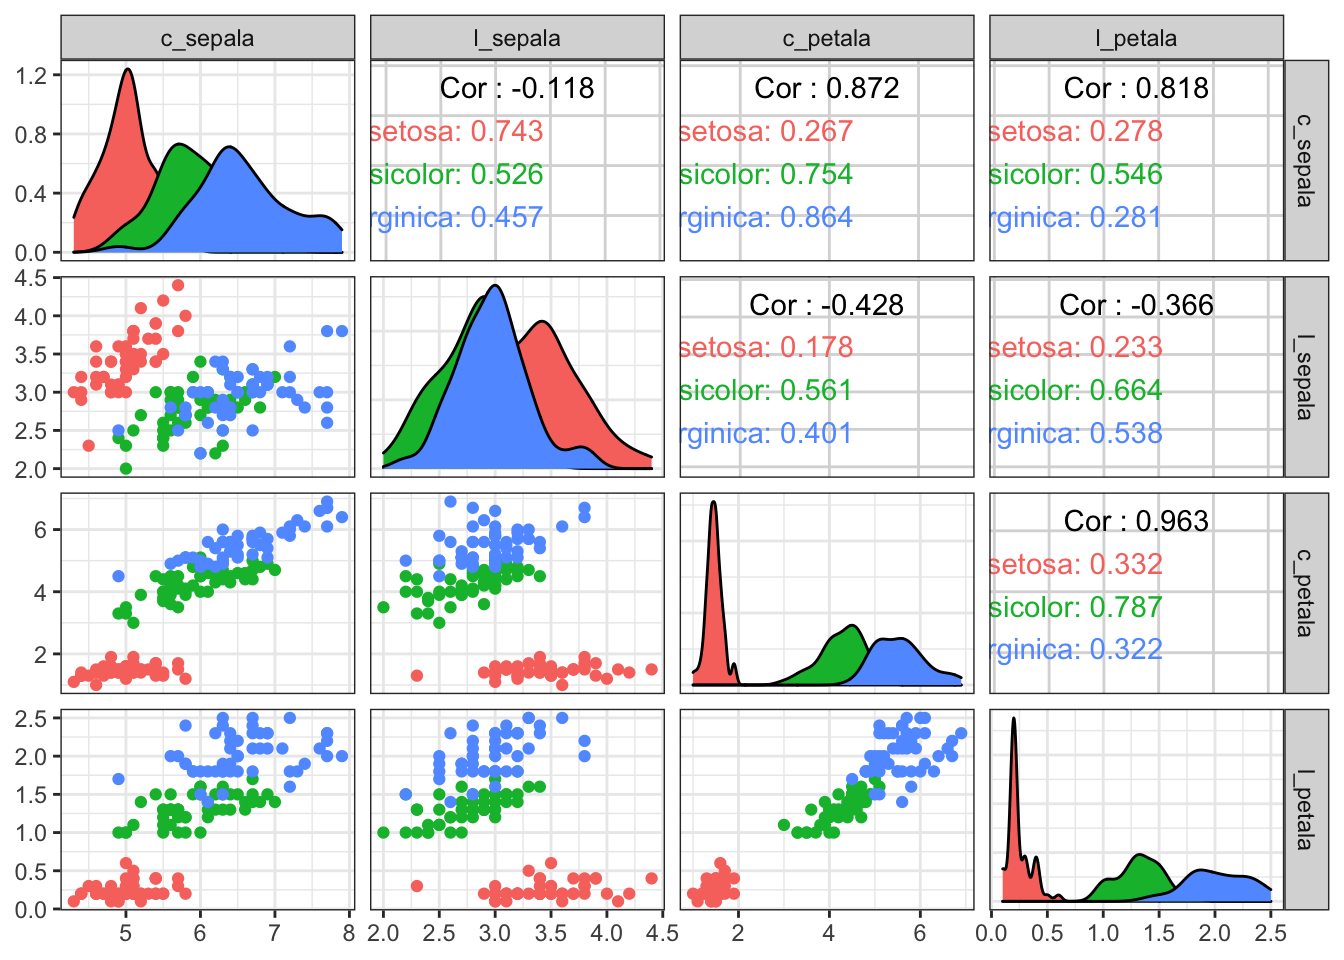 c_sepala l_sepala c_petala l_petala
1.2
0.8
0.4
0.0
Cor : -0.118
setosa: 0.743
sicolor: 0.526
rginica: 0.457
Cor : 0.872
setosa: 0.267
sicolor: 0.754
rginica: 0.864
Cor : 0.818
setosa: 0.278
sicolor: 0.546
rginica: 0.281
c_sepala
4.5
4.0
3.5
3.0
2.5
2.0
Cor : -0.428
setosa: 0.178
sicolor: 0.561
rginica: 0.401
Cor : -0.366
setosa: 0.233
sicolor: 0.664
rginica: 0.538
l_sepala
6
4
2
Cor : 0.963
setosa: 0.332
sicolor: 0.787
rginica: 0.322
c_petala
2.5
2.0
1.5
1.0
0.5
0.0
l_petala
5 6 7 8 2.0 2.5 3.0 3.5 4.0 4.5 2 4 6 0.0 0.5 1.0 1.5 2.0 2.5